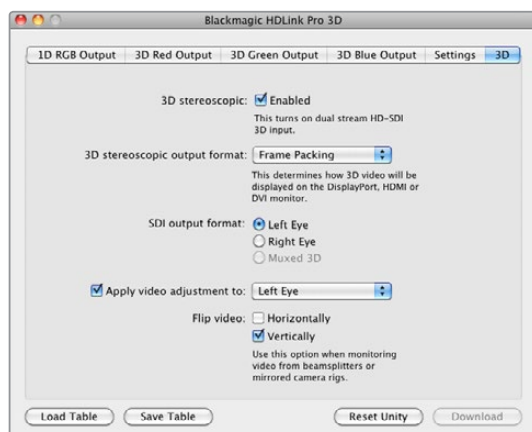 Blackmagic HDLink Pro 3D
1D RGB Output 3D Red Output 3D Green Output 3D Blue Output Settings 3D
3D stereoscopic: Enabled
This turns on dual stream HD-SDI
3D input.
3D stereoscopic output format: Frame Packing
This determines how 3D video will be
displayed on the DisplayPort, HDMI or
DVI monitor.
SDI output format: Left Eye
Right Eye
Muxed 3D
Apply video adjustment to: Left Eye
Flip video: Horizontally
Vertically
Use this option when monitoring
video from beamsplitters or
mirrored camera rigs.
Load Table Save Table Reset Unity Download